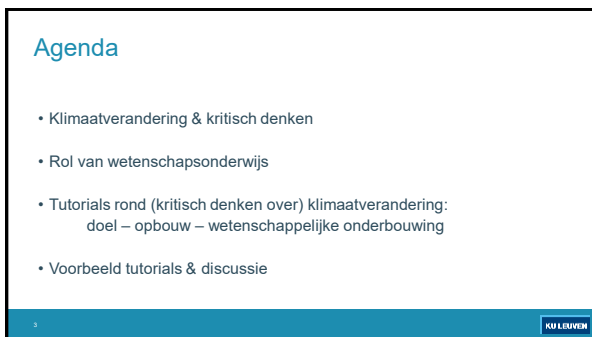 Agenda
• Klimaatverandering & kritisch denken
• Rol van wetenschapsonderwijs
• Tutorials rond (kritisch denken over) klimaatverandering:
doel – opbouw – wetenschappelijke onderbouwing
• Voorbeeld tutorials & discussie
3
KU LEUVEN